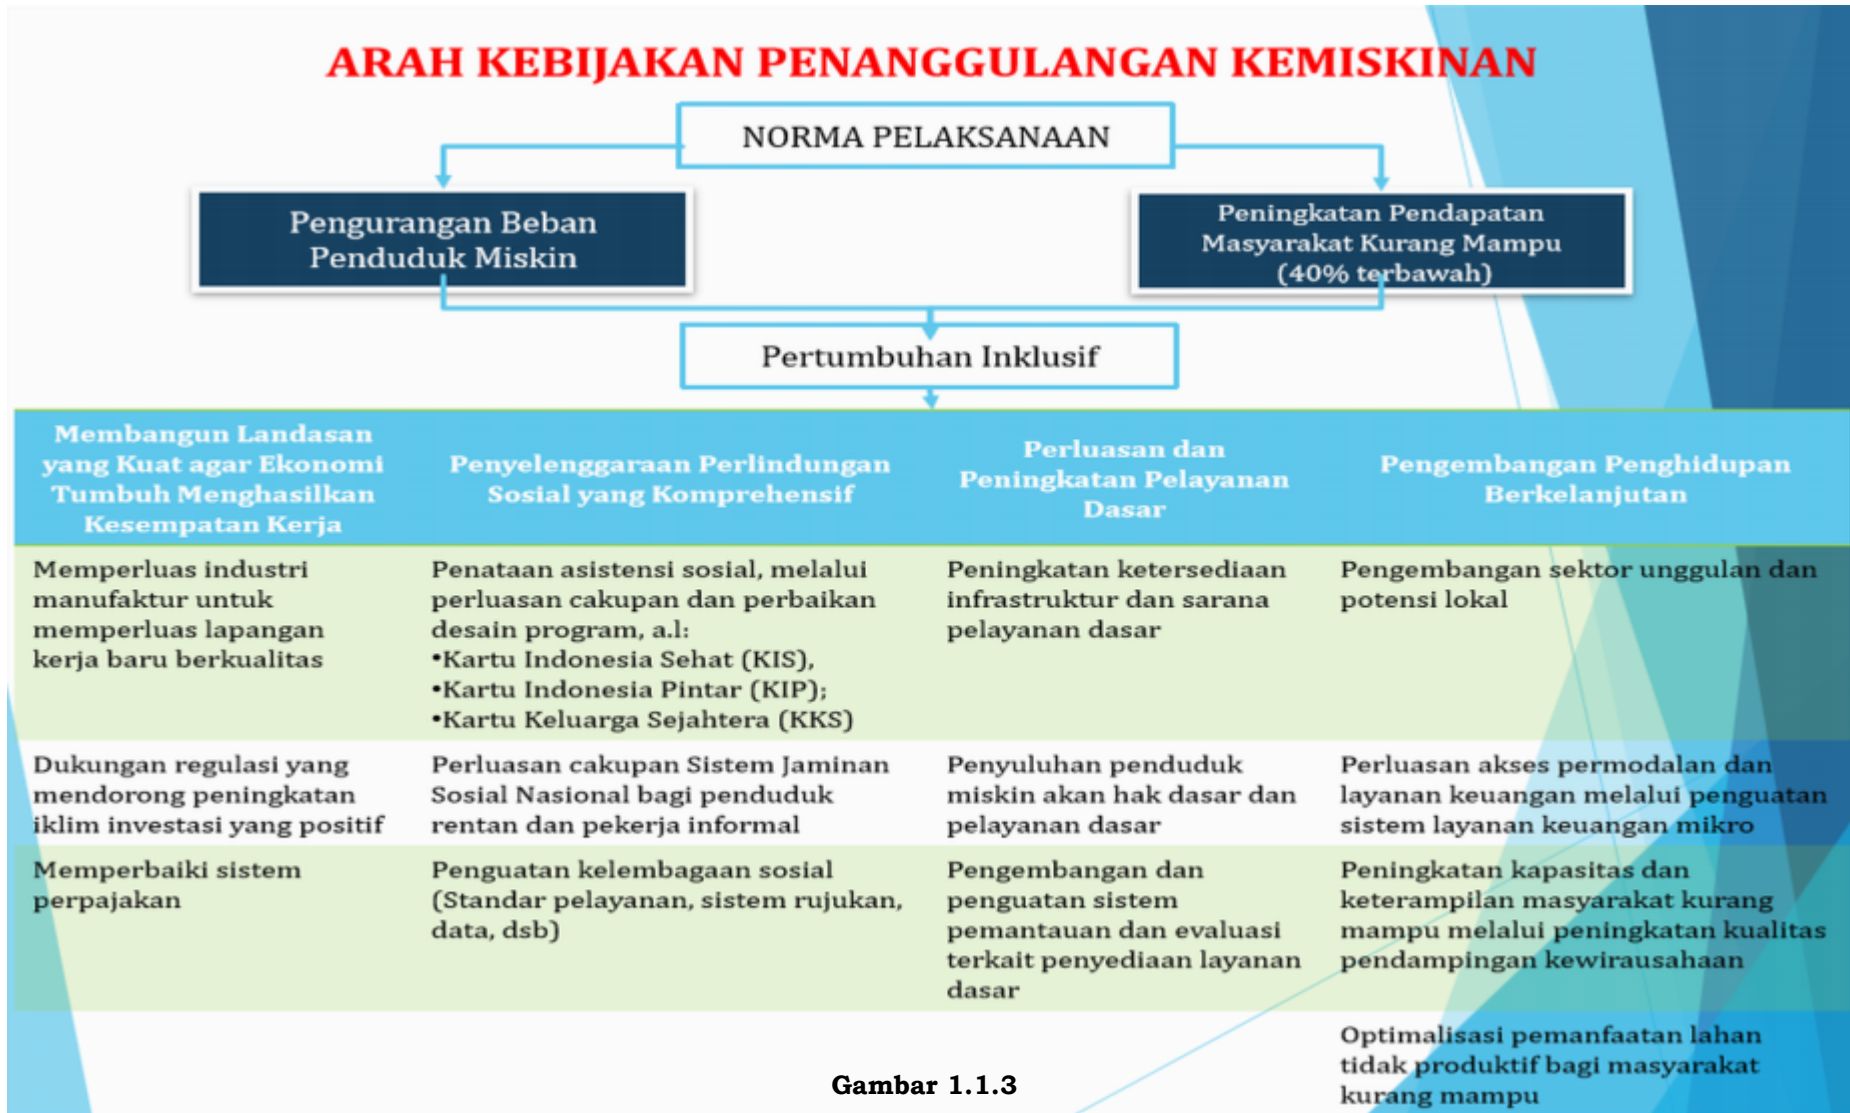 ARAH KEBIJAKAN PENANGGULANGAN KEMISKINAN
NORMA PELAKSANAAN
Pengurangan Beban
Penduduk Miskin
Peningkatan Pendapatan
Masyarakat Kurang Mampu
(40% terbawah)
Pertumbuhan Inklusif
Membangun Landasan
yang Kuat agar Ekonomi
Tumbuh Menghasilkan
Kesempatan Kerja
Penyelenggaraan Perlindungan
Sosial yang Komprehensif
Perluasan dan
Peningkatan Pelayanan
Dasar
Pengembangan Penghidupan
Berkelanjutan
Memperluas industri
manufaktur untuk
memperluas lapangan
kerja baru berkualitas
Penataan asistensi sosial, melalui
perluasan cakupan dan perbaikan
desain program, a.l:
•Kartu Indonesia Sehat (KIS),
•Kartu Indonesia Pintar (KIP);
•Kartu Keluarga Sejahtera (KKS)
Peningkatan ketersediaan
infrastruktur dan sarana
pelayanan dasar
Pengembangan sektor unggulan dan
potensi lokal
Dukungan regulasi yang
mendorong peningkatan
iklim investasi yang positif
Perluasan cakupan Sistem Jaminan
Sosial Nasional bagi penduduk
rentan dan pekerja informal
Penyuluhan penduduk
miskin akan hak dasar dan
pelayanan dasar
Perluasan akses permodalan dan
layanan keuangan melalui penguatan
sistem layanan keuangan mikro
Memperbaiki sistem
perpajakan
Penguatan kelembagaan sosial
(Standar pelayanan, sistem rujukan,
data, dsb)
Pengembangan dan
penguatan sistem
pemantauan dan evaluasi
terkait penyediaan layanan
dasar
Peningkatan kapasitas dan
keterampilan masyarakat kurang
mampu melalui peningkatan kualitas
pendampingan kewirausahaan
Optimalisasi pemanfaatan lahan
tidak produktif bagi masyarakat
kurang mampu
Gambar 1.1.3